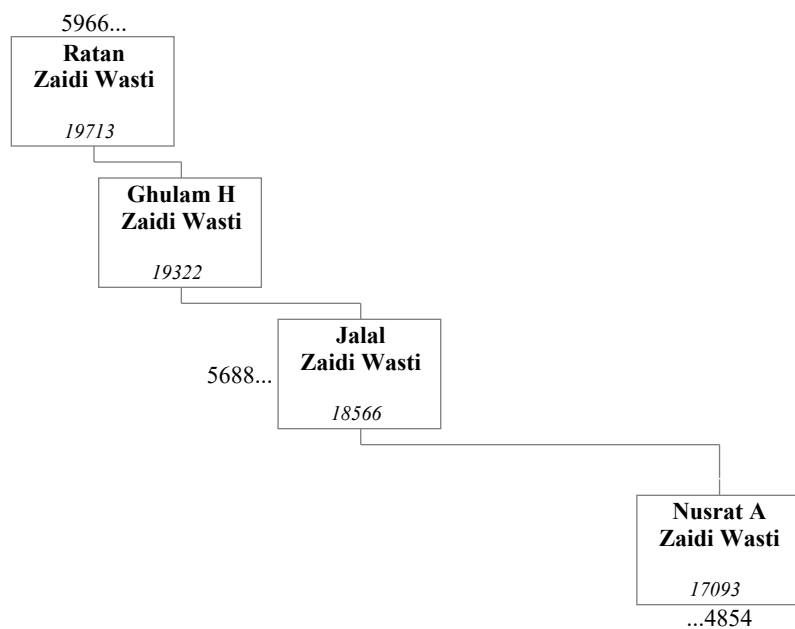 5966...
Ratan
Zaidi Wasti
19713
Ghulam H
Zaidi Wasti
19322
Jalal
Zaidi Wasti
5688...
18566
Nusrat A
Zaidi Wasti
17093
...4854